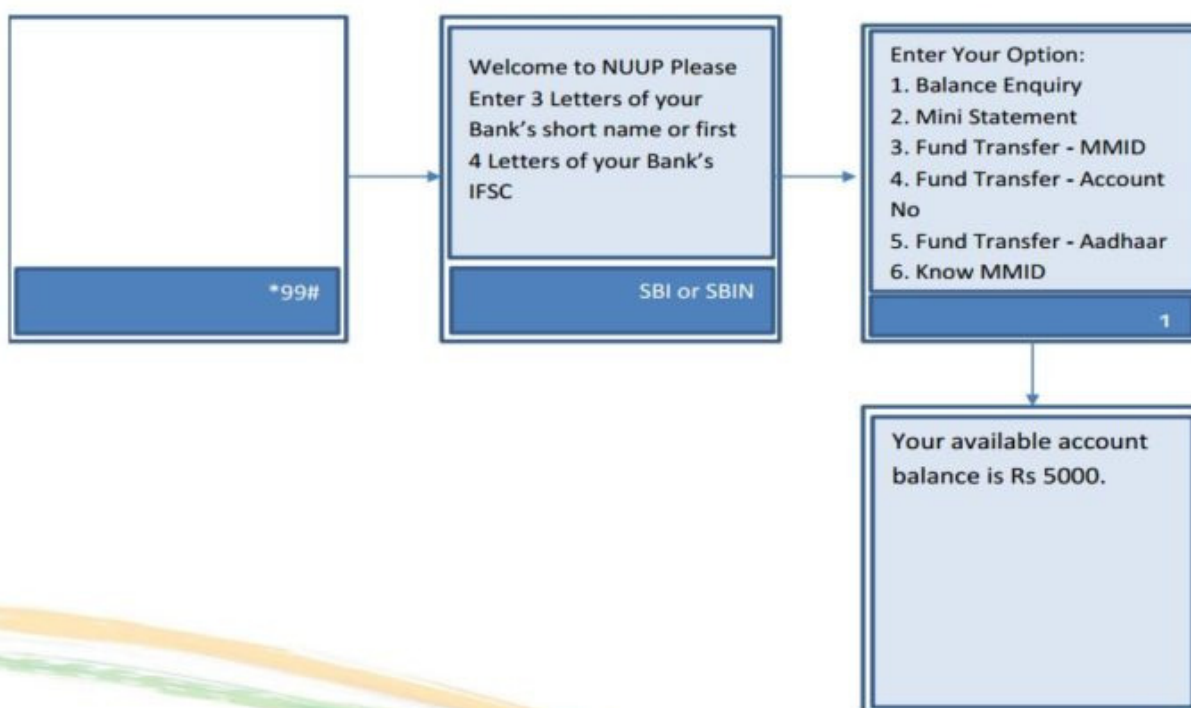 *99#
Welcome to NUUP Please
Enter 3 Letters of your
Bank's short name or first
4 Letters of your Bank's
IFSC
SBI or SBIN
Enter Your Option:
1. Balance Enquiry
2. Mini Statement
3. Fund Transfer - MMID
4. Fund Transfer - Account
No
5. Fund Transfer - Aadhaar
6. Know MMID
1
Your available account
balance is Rs 5000.